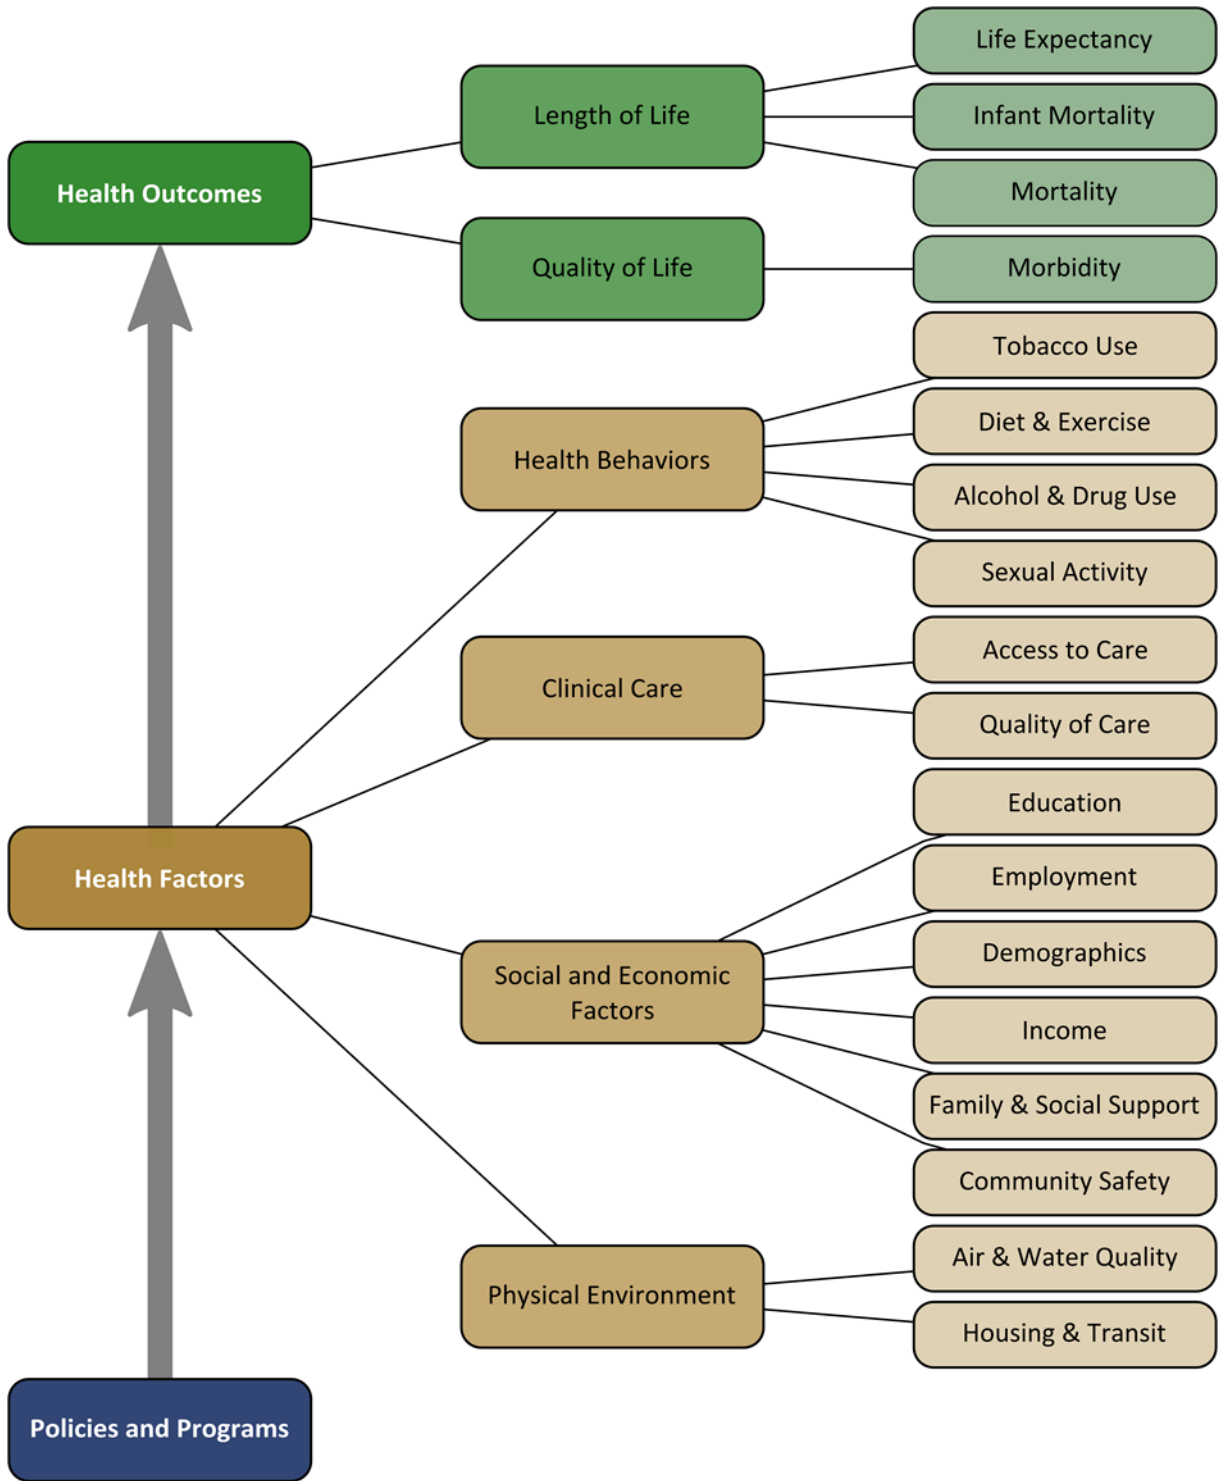 Health Outcomes
Length of Life
Life Expectancy
Infant Mortality
Mortality
Quality of Life
Morbidity
Health Factors
Health Behaviors
Tobacco Use
Diet & Exercise
Alcohol & Drug Use
Sexual Activity
Clinical Care
Access to Care
Quality of Care
Social and Economic
Factors
Education
Employment
Demographics
Income
Family & Social Support
Community Safety
Physical Environment
Air & Water Quality
Housing & Transit
Policies and Programs